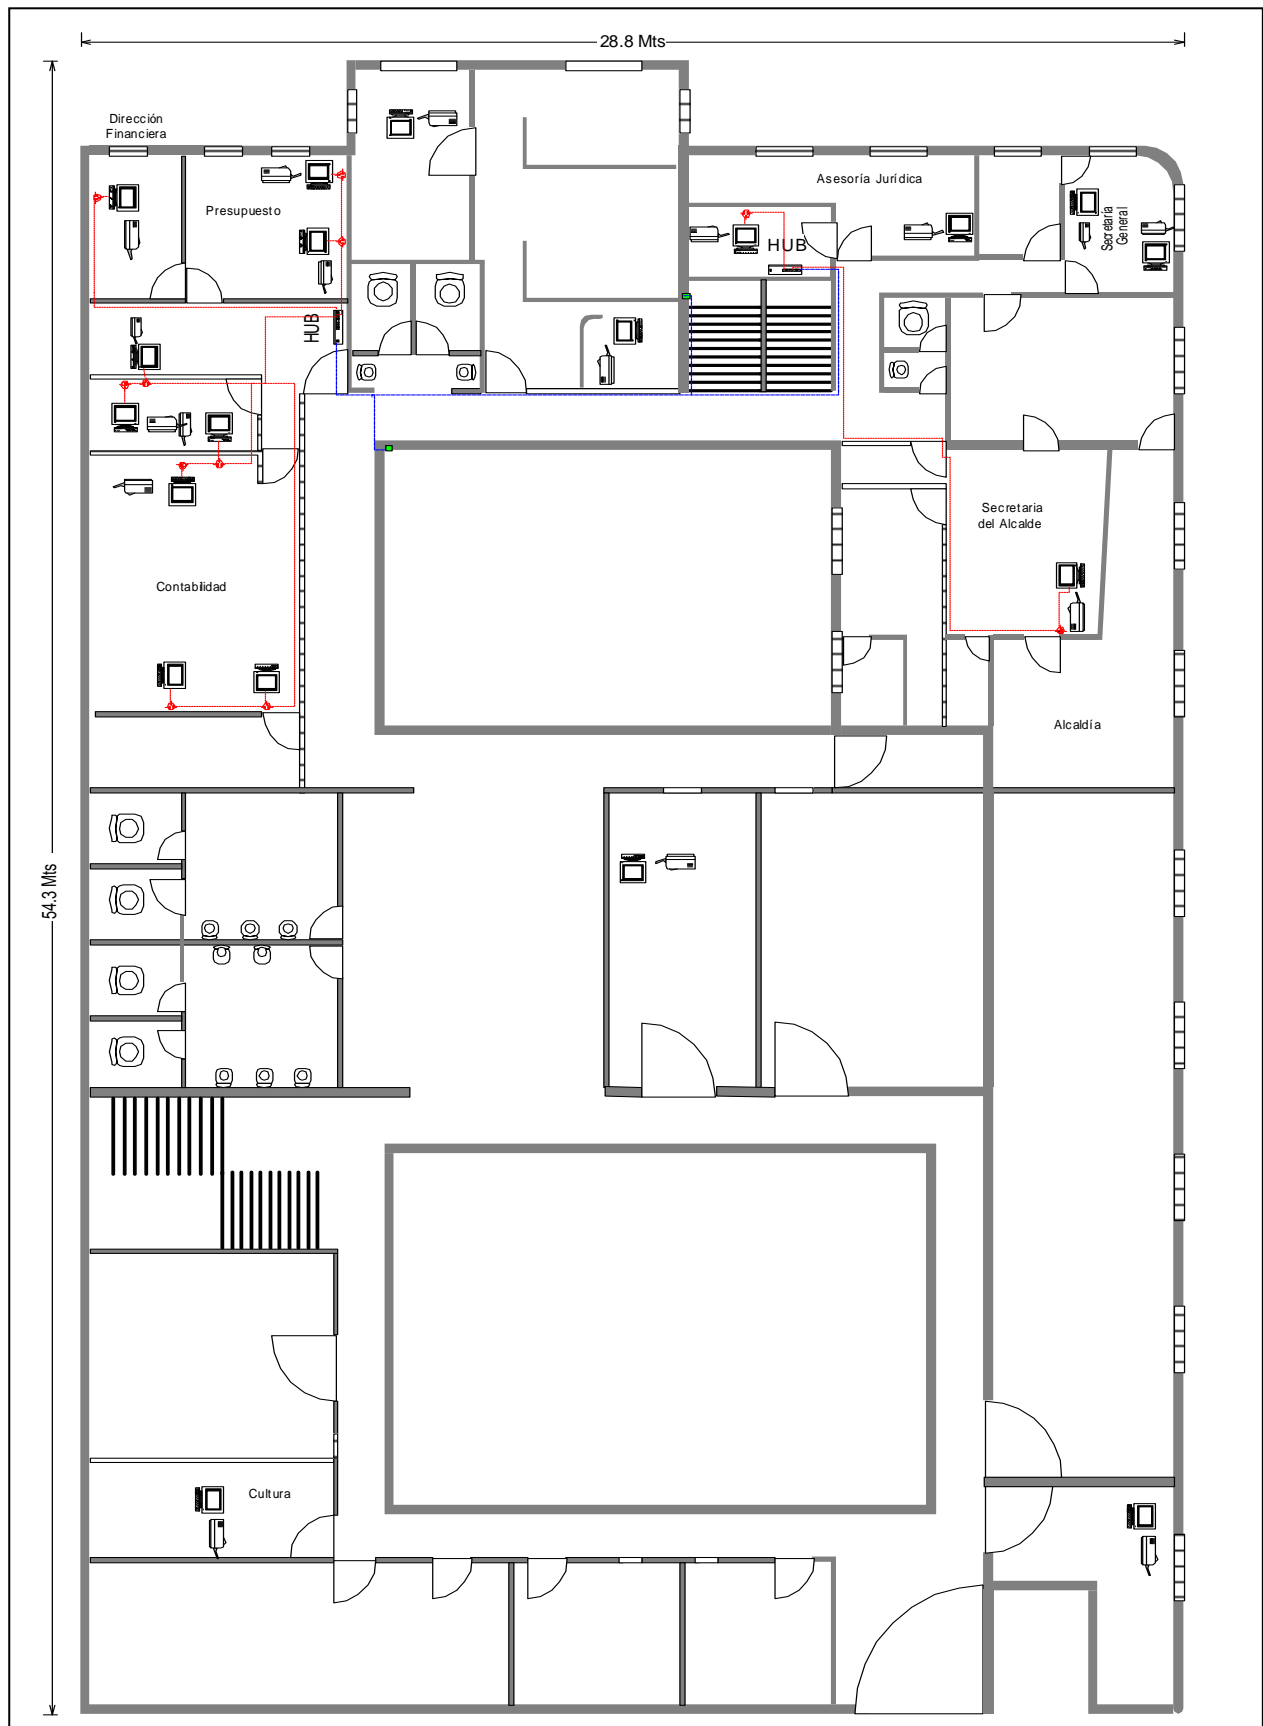 28.8 Mts
Dirección
Financiera
Presupuesto
Asesoría Jurídica
Secretaría
General
HUB
HUB
Secretaria
del Alcalde
Contabilidad
Alcaldía
54.3 Mts
Cultura